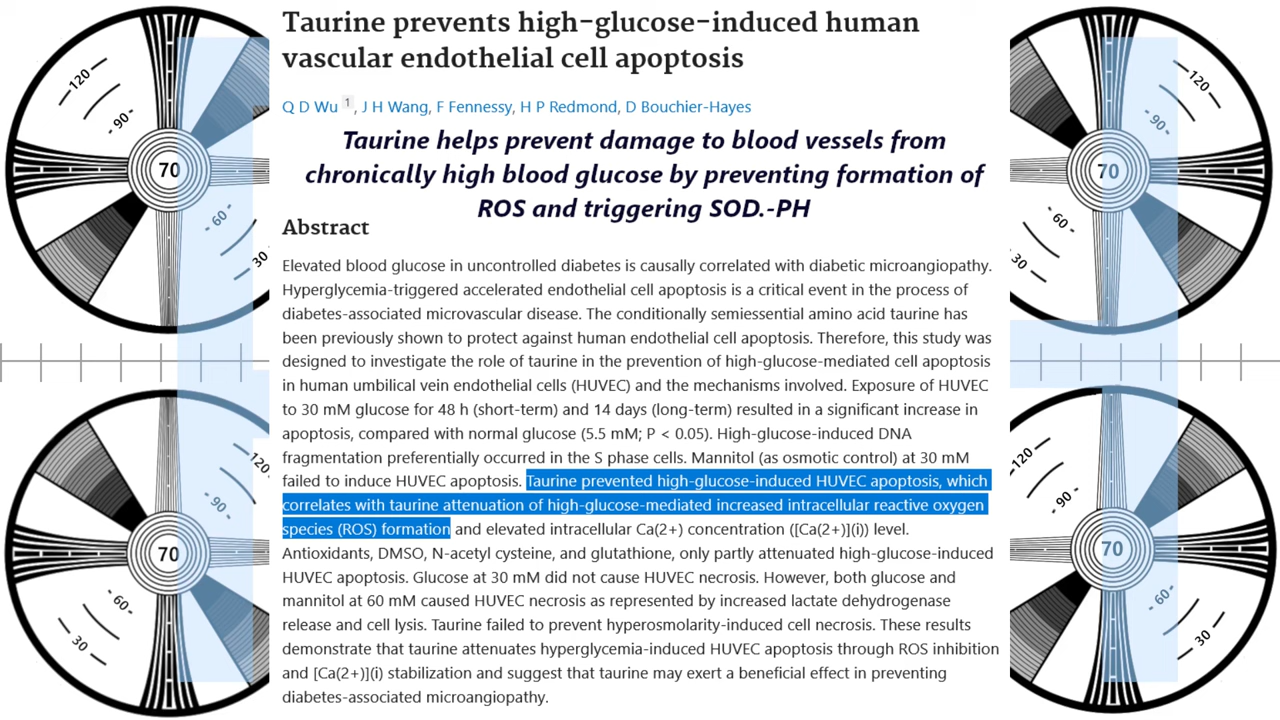 Taurine prevents high-glucose-induced human
vascular endothelial cell apoptosis
Q D Wu 1, J H Wang, F Fennessy, H P Redmond, D Bouchier-Hayes
Taurine helps prevent damage to blood vessels from
chronically high blood glucose by preventing formation of
ROS and triggering SOD.-PH
Abstract
Elevated blood glucose in uncontrolled diabetes is causally correlated with diabetic microangiopathy.
Hyperglycemia-triggered accelerated endothelial cell apoptosis is a critical event in the process of
diabetes-associated microvascular disease. The conditionally semiessential amino acid taurine has
been previously shown to protect against human endothelial cell apoptosis. Therefore, this study was
designed to investigate the role of taurine in the prevention of high-glucose-mediated cell apoptosis
in human umbilical vein endothelial cells (HUVEC) and the mechanisms involved. Exposure of HUVEC
to 30 mM glucose for 48 h (short-term) and 14 days (long-term) resulted in a significant increase in
apoptosis, compared with normal glucose (5.5 mM; P < 0.05). High-glucose-induced DNA
fragmentation preferentially occurred in the S phase cells. Mannitol (as osmotic control) at 30 mM
failed to induce HUVEC apoptosis. Taurine prevented high-glucose-induced HUVEC apoptosis, which
correlates with taurine attenuation of high-glucose-mediated increased intracellular reactive oxygen
species (ROS) formation and elevated intracellular Ca(2+) concentration ([Ca(2+)](i)) level.
Antioxidants, DMSO, N-acetyl cysteine, and glutathione, only partly attenuated high-glucose-induced
HUVEC apoptosis. Glucose at 30 mM did not cause HUVEC necrosis. However, both glucose and
mannitol at 60 mM caused HUVEC necrosis as represented by increased lactate dehydrogenase
release and cell lysis. Taurine failed to prevent hyperosmolarity-induced cell necrosis. These results
demonstrate that taurine attenuates hyperglycemia-induced HUVEC apoptosis through ROS inhibition
and [Ca(2+)](i) stabilization and suggest that taurine may exert a beneficial effect in preventing
diabetes-associated microangiopathy.
120
- 90 -
70
- 60 -
30
120
- 90 -
70
- 60 -
30
120
- 90 -
70
- 60 -
30
120
- 90 -
70
- 60 -
30